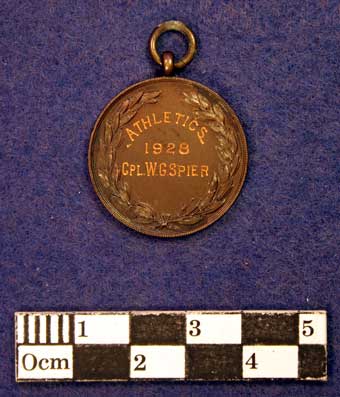 ATHLETICS
1928
CPL.W.G SPIER
1 3 5
0cm 2 4